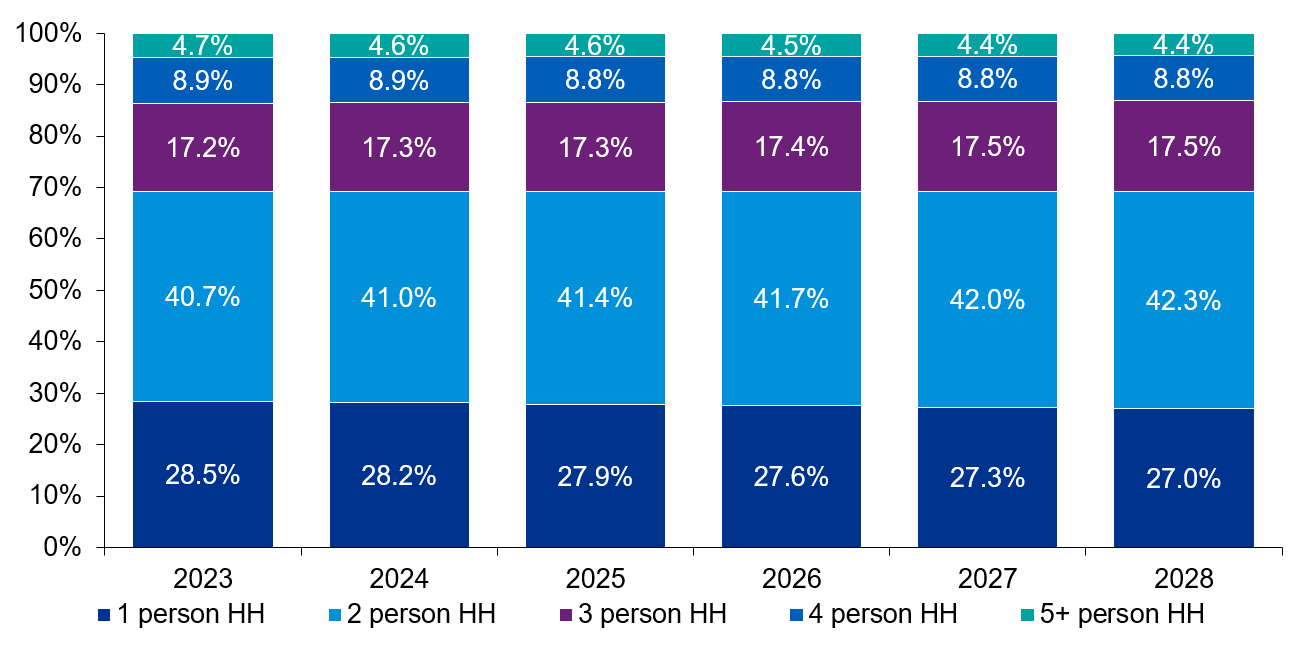 100%
90%
80%
70%
60%
50%
40%
30%
20%
10%
0%
4.7% 4.6% 4.6% 4.5% 4.4% 4.4%
8.9% 8.9% 8.8% 8.8% 8.8% 8.8%
17.2% 17.3% 17.3% 17.4% 17.5% 17.5%
40.7% 41.0% 41.4% 41.7% 42.0% 42.3%
28.5% 28.2% 27.9% 27.6% 27.3% 27.0%
2023 2024 2025 2026 2027 2028
1 person HH 2 person HH 3 person HH 4 person HH 5+ person HH